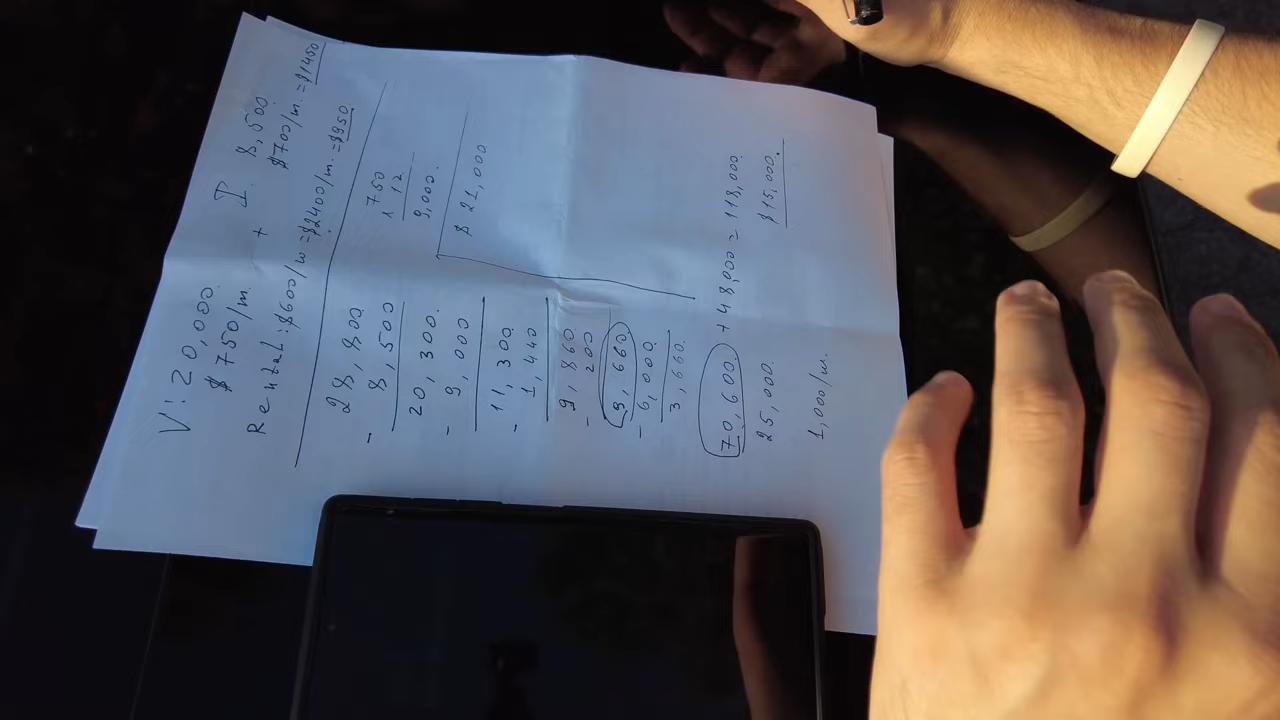 V: 20,000. + I. 8,500
$750/m. $700/m. = $1450
Rental: $600/w = $2400/m. = $950.
28,800.
- 8,500
20,300.
- 9,000
11,300.
- 1,440
9,860.
- 200
9,660.
- 6,000.
3,660.
750
x 12
9,000.
$ 21,000
70,600 + 48,000 = 118,000.
25,000. $15,000.
1,000/m.